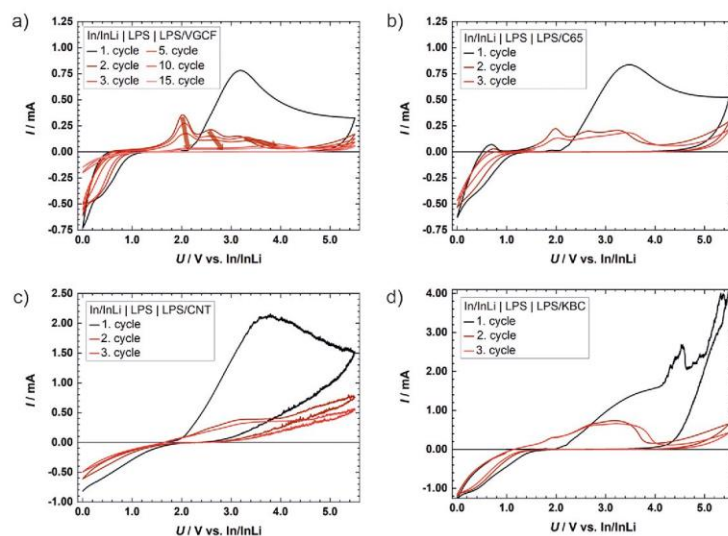 a)
In/InLi | LPS | LPS/VGCF
1. cycle 5. cycle
2. cycle 10. cycle
3. cycle 15. cycle
1.25
1.00
0.75
0.50
0.25
0.00
-0.25
-0.50
-0.75
I / mA
0.0 1.0 2.0 3.0 4.0 5.0
U / V vs. In/InLi
b)
In/InLi | LPS | LPS/C65
1. cycle
2. cycle
3. cycle
1.25
1.00
0.75
0.50
0.25
0.00
-0.25
-0.50
-0.75
I / mA
0.0 1.0 2.0 3.0 4.0 5.0
U / V vs. In/InLi
c)
In/InLi | LPS | LPS/CNT
1. cycle
2. cycle
3. cycle
2.50
2.00
1.50
1.00
0.50
0.00
-0.50
-1.00
I / mA
0.0 1.0 2.0 3.0 4.0 5.0
U / V vs. In/InLi
d)
In/InLi | LPS | LPS/KBC
1. cycle
2. cycle
3. cycle
4.00
3.00
2.00
1.00
0.00
-1.00
I / mA
0.0 1.0 2.0 3.0 4.0 5.0
U / V vs. In/InLi